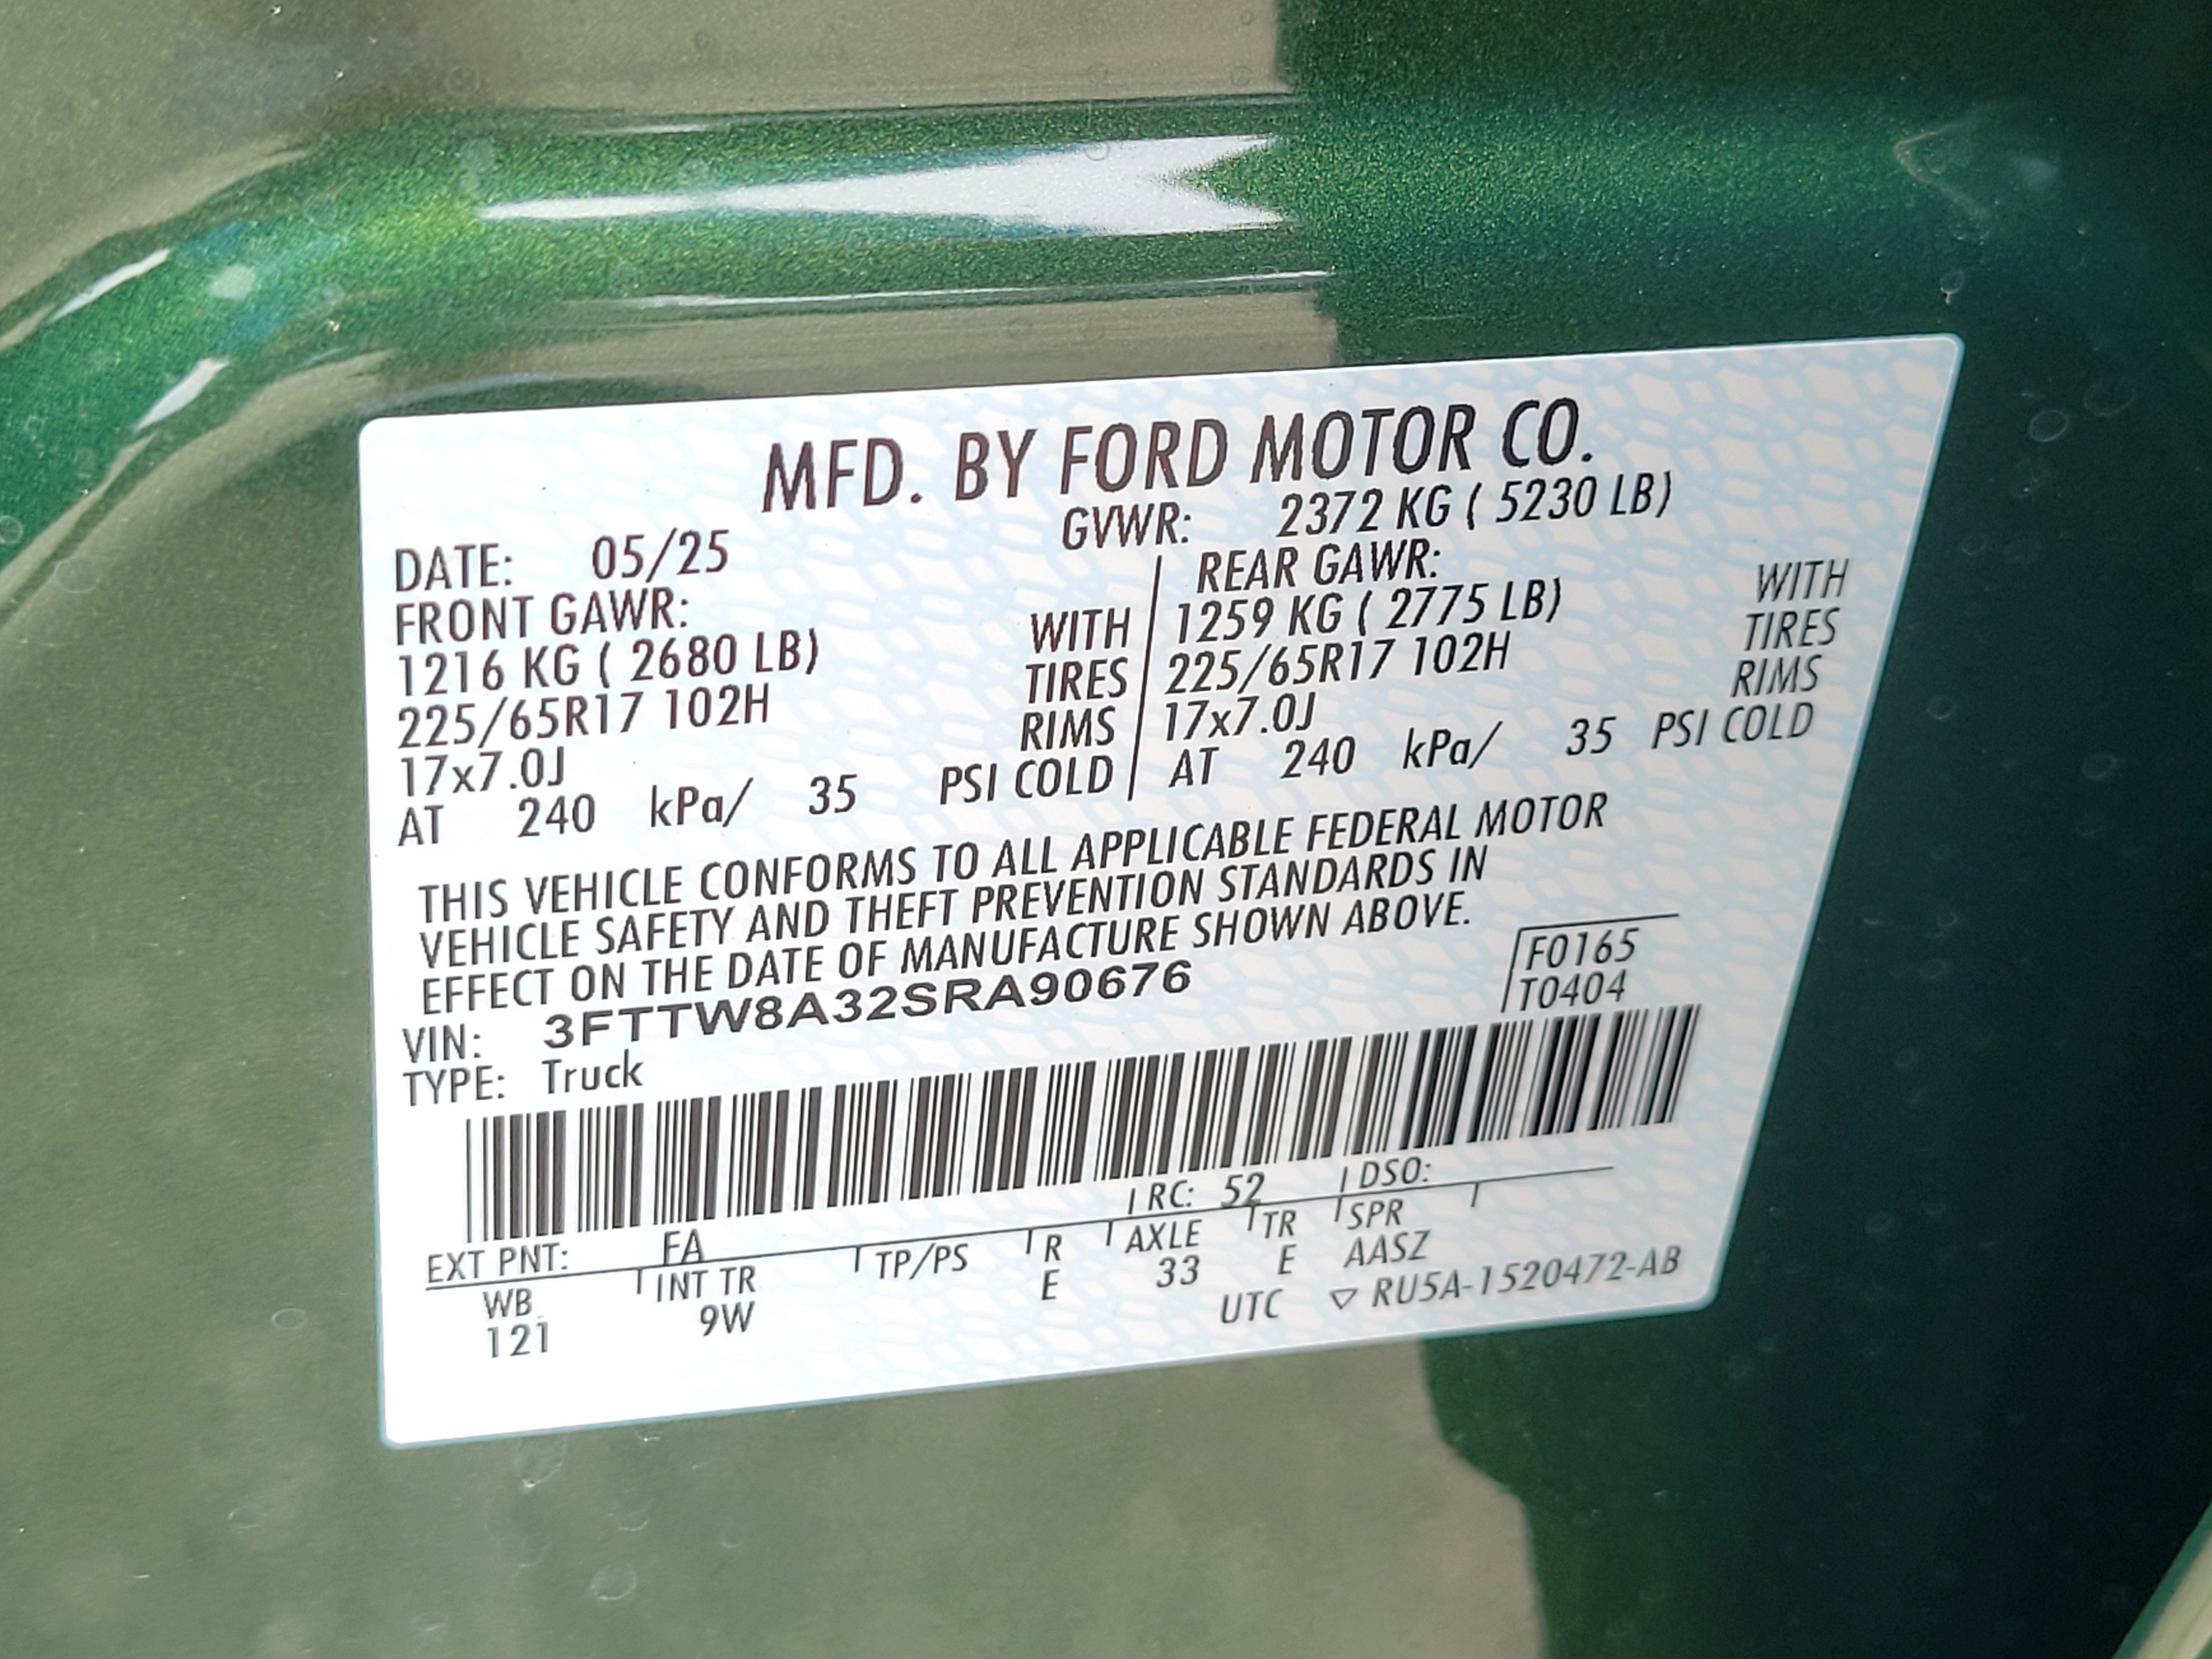 MFD. BY FORD MOTOR CO.
DATE: 05/25 GVWR: 2372 KG ( 5230 LB)
FRONT GAWR: REAR GAWR:
1216 KG ( 2680 LB) WITH 1259 KG ( 2775 LB) WITH
225/65R17 102H TIRES 225/65R17 102H TIRES
17x7.0J RIMS 17x7.0J RIMS
AT 240 kPa/ 35 PSI COLD AT 240 kPa/ 35 PSI COLD
THIS VEHICLE CONFORMS TO ALL APPLICABLE FEDERAL MOTOR
VEHICLE SAFETY AND THEFT PREVENTION STANDARDS IN
EFFECT ON THE DATE OF MANUFACTURE SHOWN ABOVE.
F0165
VIN: 3FTTW8A32SRA90676 T0404
TYPE: Truck
EXT PNT: FA RC: 52 DSO:
WB INT TR TP/PS R AXLE TR SPR
121 9W E 33 E AASZ
UTC ▽ RU5A-1520472-AB